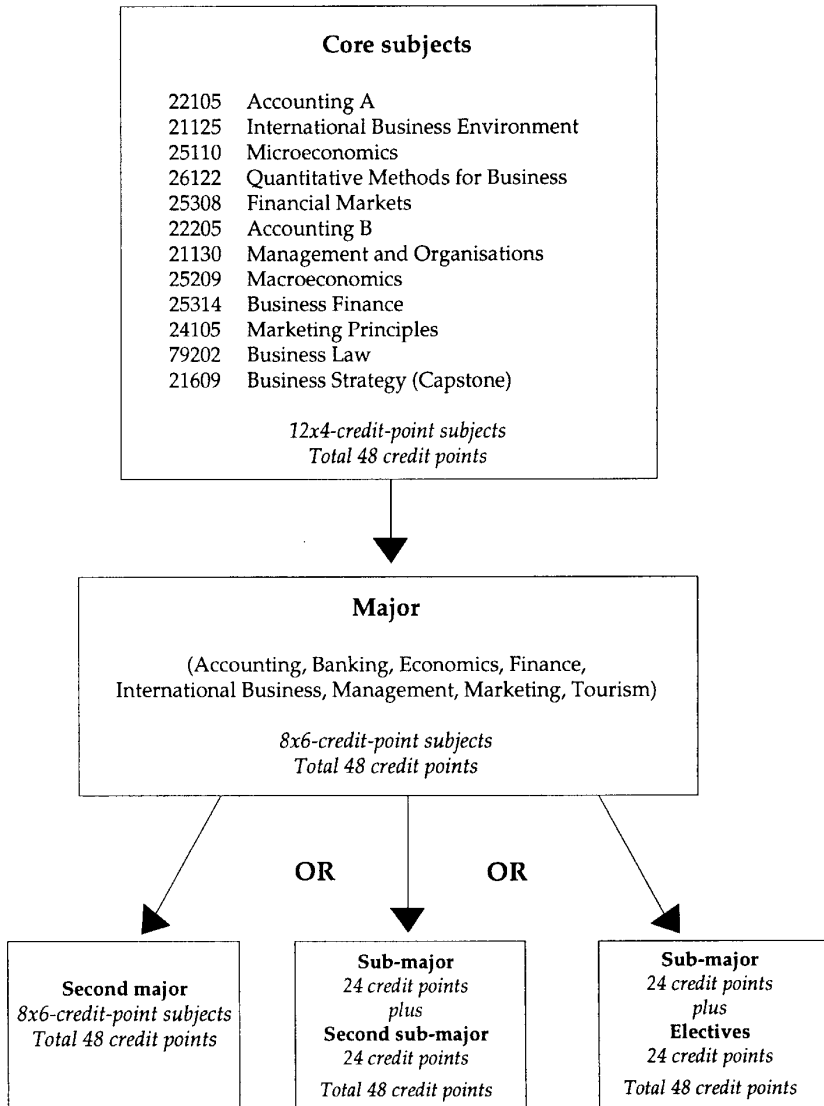 Core subjects
22105 Accounting A
21125 International Business Environment
25110 Microeconomics
26122 Quantitative Methods for Business
25308 Financial Markets
22205 Accounting B
21130 Management and Organisations
25209 Macroeconomics
25314 Business Finance
24105 Marketing Principles
79202 Business Law
21609 Business Strategy (Capstone)
12x4-credit-point subjects
Total 48 credit points
Major
(Accounting, Banking, Economics, Finance,
International Business, Management, Marketing, Tourism)
8x6-credit-point subjects
Total 48 credit points
OR
OR
Second major
8x6-credit-point subjects
Total 48 credit points
Sub-major
24 credit points
plus
Second sub-major
24 credit points
Total 48 credit points
Sub-major
24 credit points
plus
Electives
24 credit points
Total 48 credit points